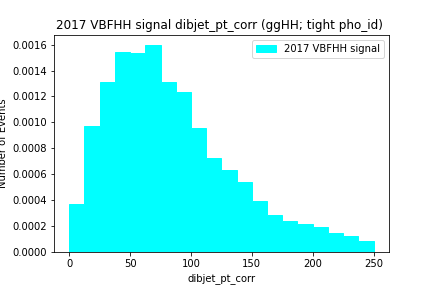 2017 VBFHH signal dibjet_pt_corr (ggHH; tight pho_id)
2017 VBFHH signal
Number of Events
0.0016
0.0014
0.0012
0.0010
0.0008
0.0006
0.0004
0.0002
0.0000
0 50 100 150 200 250
dibjet_pt_corr